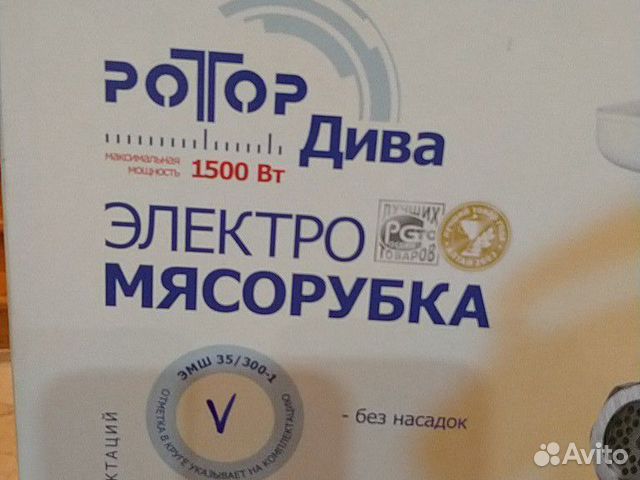 РОТОР
Дива
максимальная
мощность 1500 Вт
ЭЛЕКТРО
МЯСОРУБКА
ЛУЧШИХ
ТОВАРОВ
ЭМШ 35/300-1
ОТМЕТКА В КРУГЕ УКАЗЫВАЕТ НА КОМПЛЕКТАЦИЮ
V
- без насадок
КТАЦИЙ
Avito